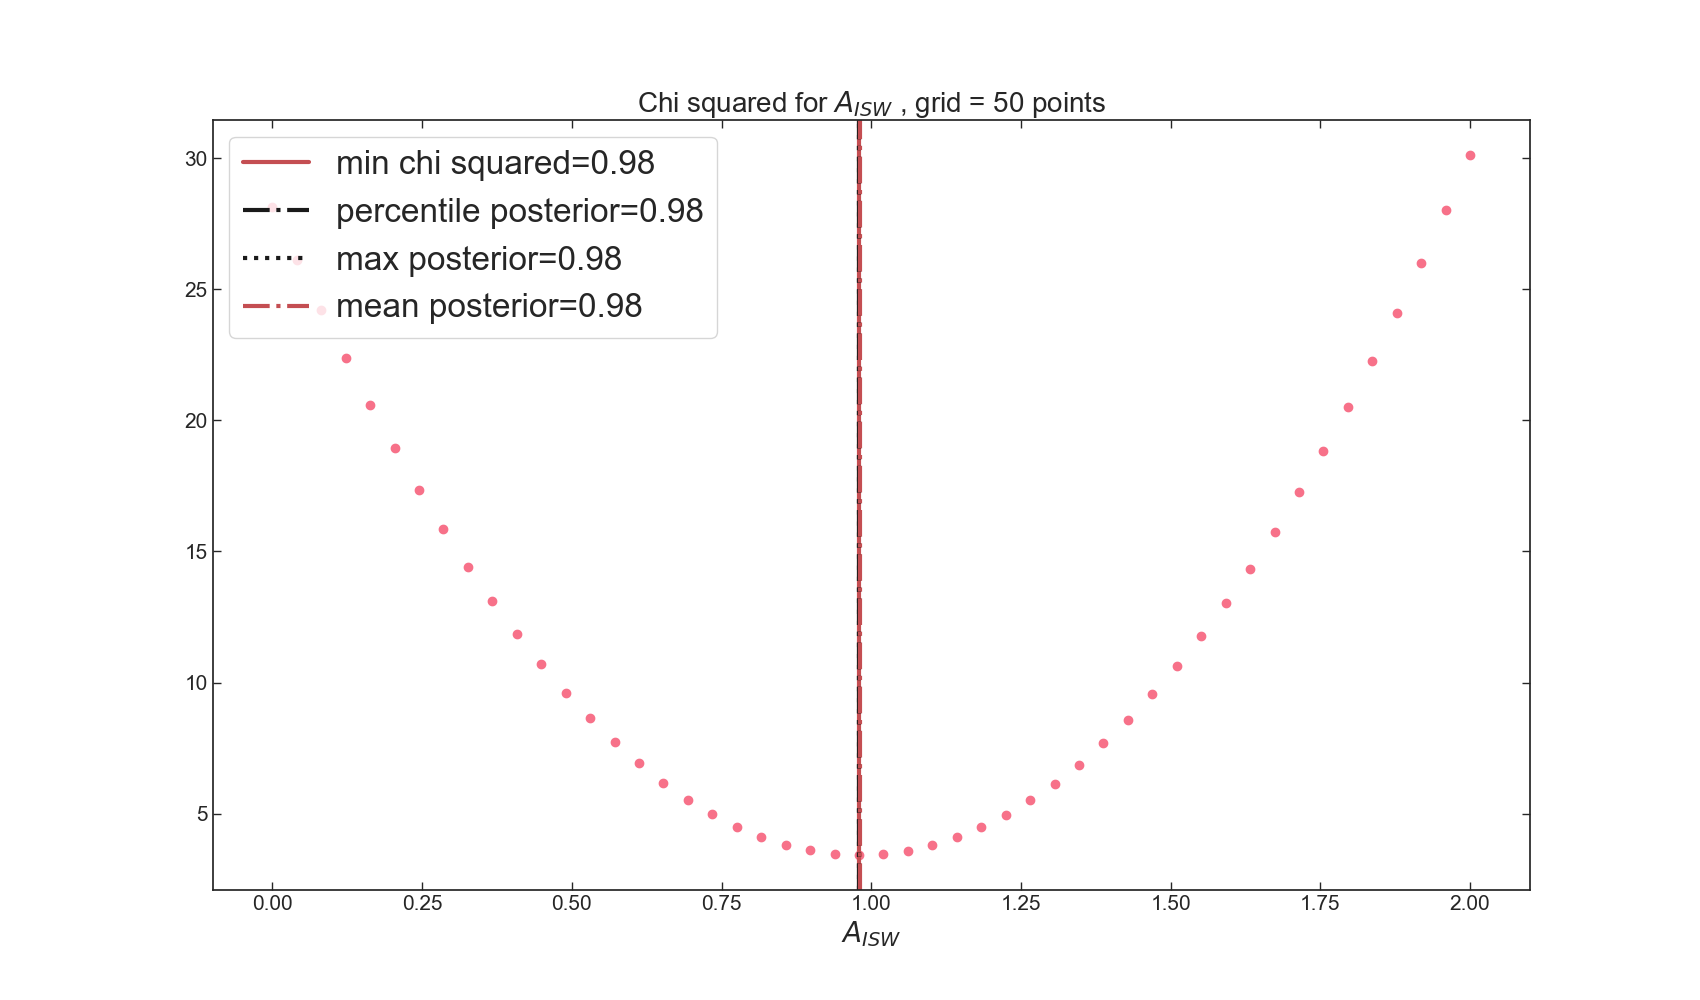 Chi squared for A_ISW , grid = 50 points
min chi squared=0.98
percentile posterior=0.98
max posterior=0.98
mean posterior=0.98
30
25
20
15
10
5
0.00 0.25 0.50 0.75 1.00 1.25 1.50 1.75 2.00
A_ISW